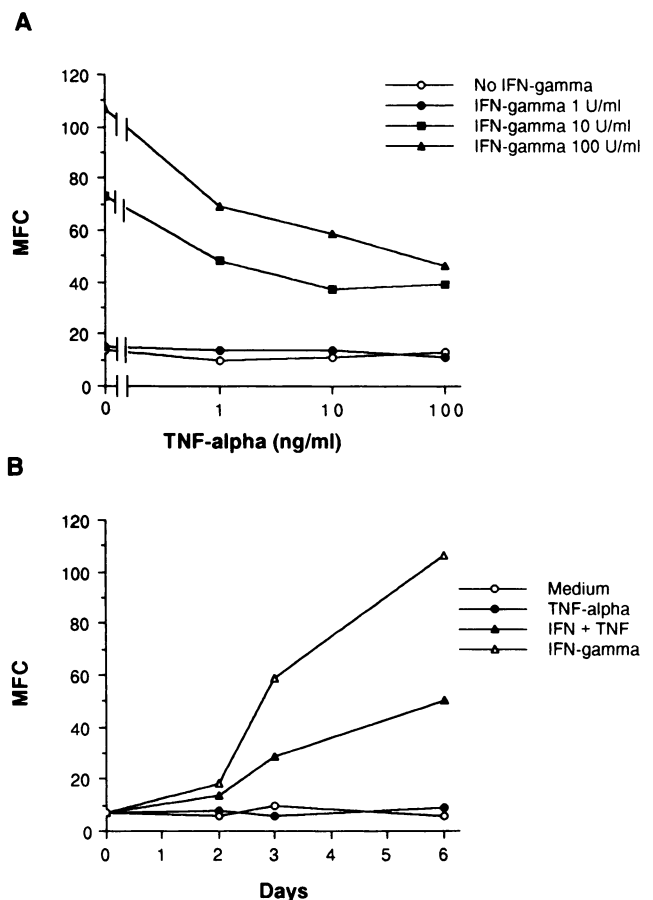 A
MFC
120
100
80
60
40
20
0
0 1 10 100
TNF-alpha (ng/ml)
No IFN-gamma
IFN-gamma 1 U/ml
IFN-gamma 10 U/ml
IFN-gamma 100 U/ml
B
MFC
120
100
80
60
40
20
0
0 1 2 3 4 5 6
Days
Medium
TNF-alpha
IFN + TNF
IFN-gamma